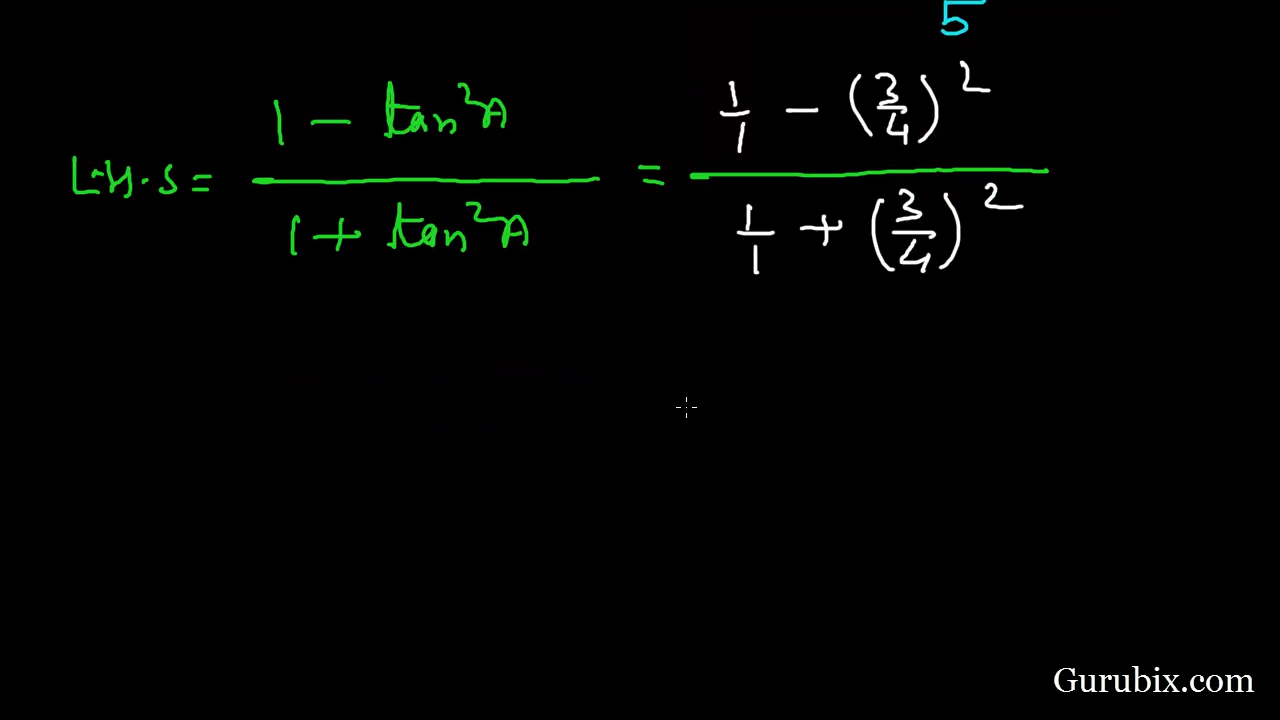 5
L.H.S = (1 - tan²A) / (1 + tan²A) = (1/1 - (3/4)²) / (1/1 + (3/4)²)
Gurubix.com